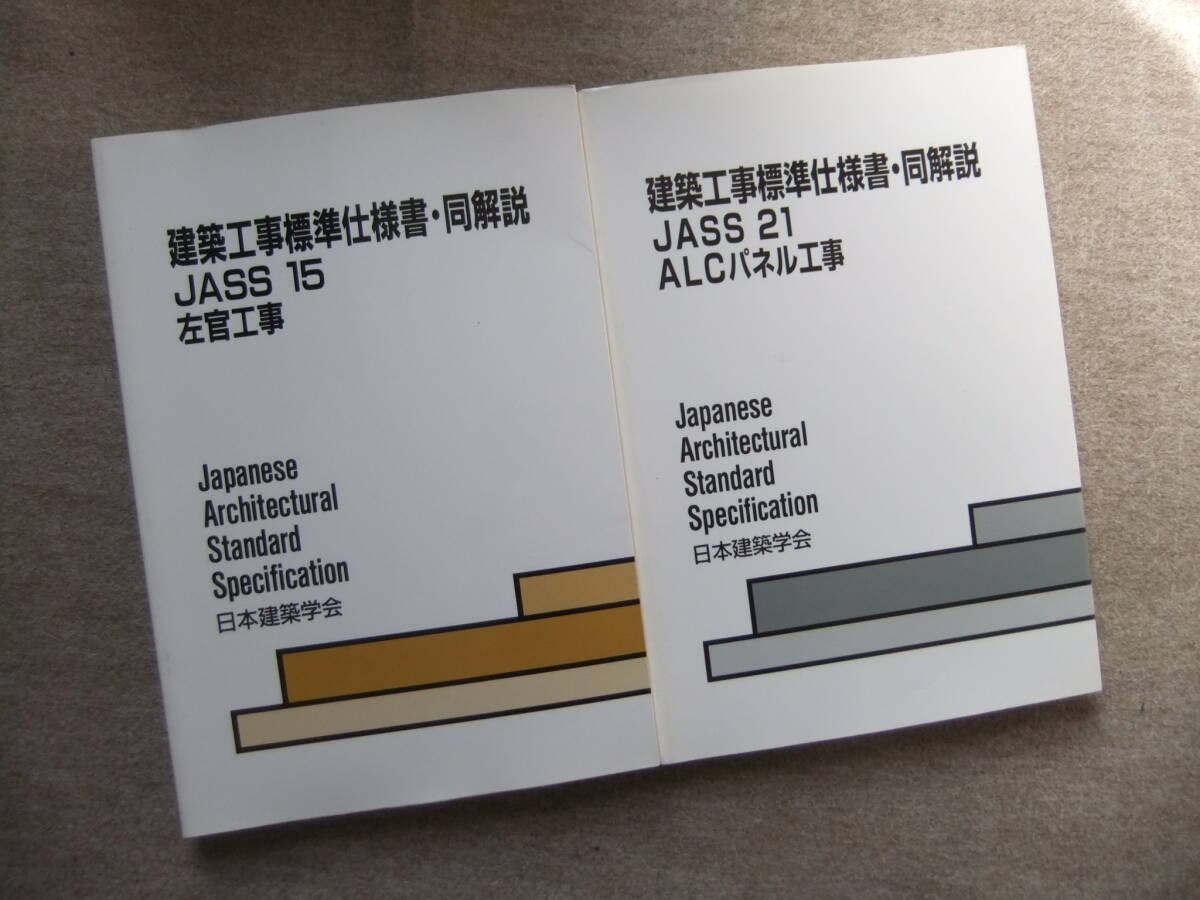 建築工事標準仕様書・同解説
JASS 15
左官工事
Japanese
Architectural
Standard
Specification
日本建築学会
建築工事標準仕様書・同解説
JASS 21
ALCパネル工事
Japanese
Architectural
Standard
Specification
日本建築学会